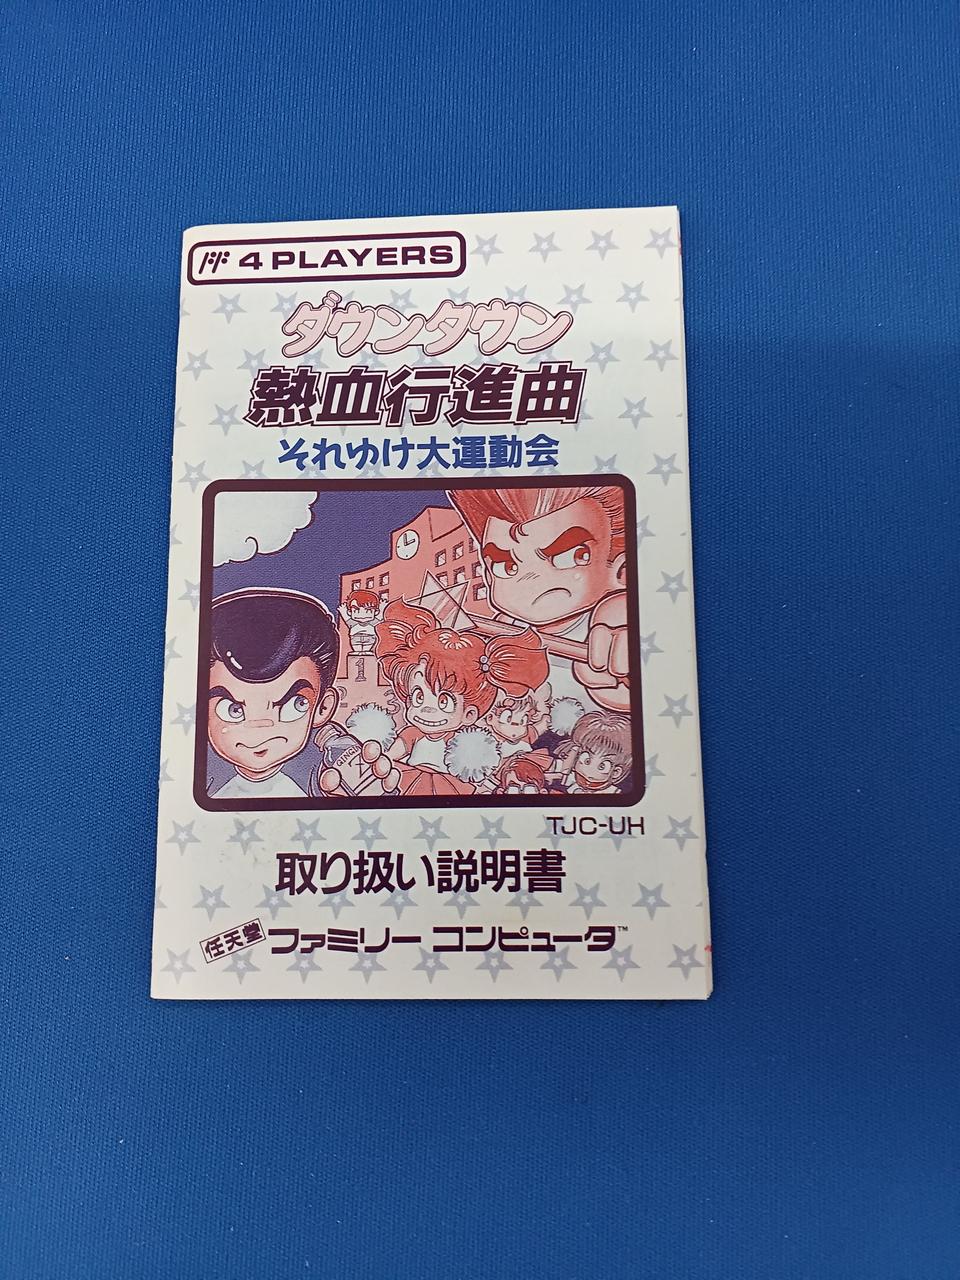 4 PLAYERS
ダウンタウン
熱血行進曲
それゆけ大運動会
1
TJC-UH
取り扱い説明書
任天堂 ファミリー コンピュータ™